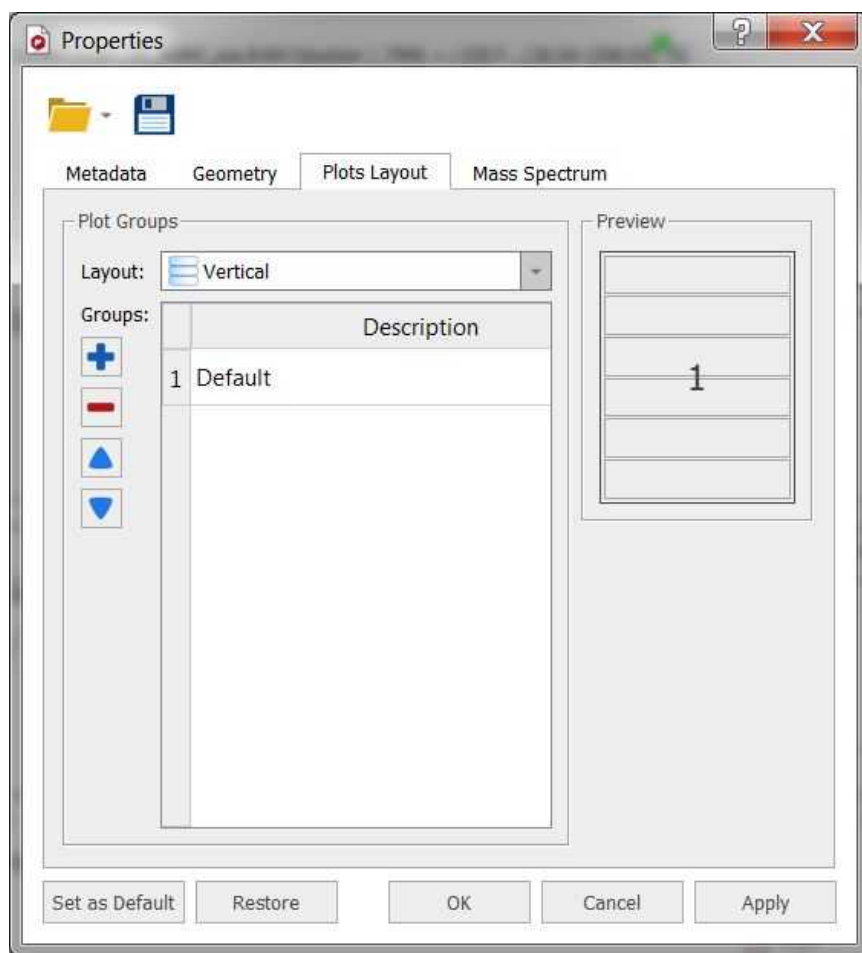 Properties
Metadata Geometry Plots Layout Mass Spectrum
Plot Groups
Preview
Layout: Vertical
Groups:
Description
1 Default
1
Set as Default Restore OK Cancel Apply